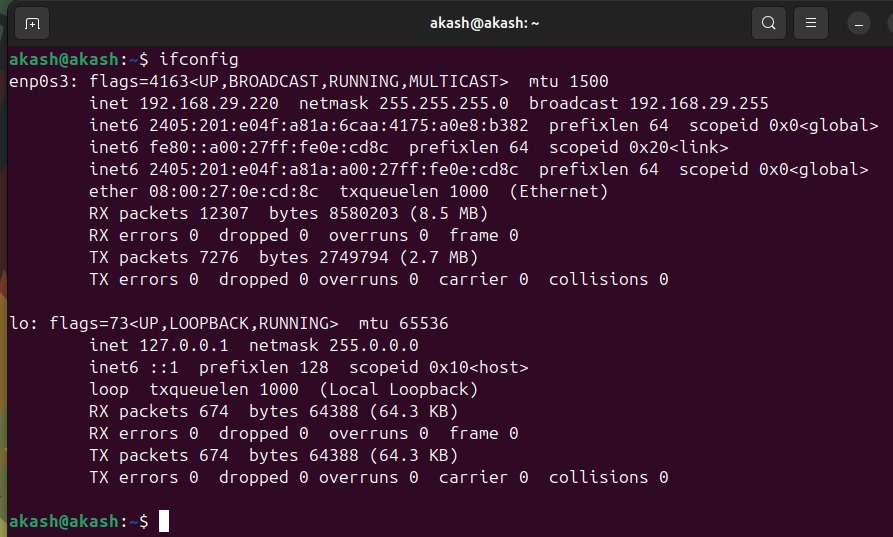 akash@akash: ~
akash@akash:~$ ifconfig
enp0s3: flags=4163<UP,BROADCAST,RUNNING,MULTICAST>  mtu 1500
        inet 192.168.29.220  netmask 255.255.255.0  broadcast 192.168.29.255
        inet6 2405:201:e04f:a81a:6caa:4175:a0e8:b382  prefixlen 64  scopeid 0x0<global>
        inet6 fe80::a00:27ff:fe0e:cd8c  prefixlen 64  scopeid 0x20<link>
        inet6 2405:201:e04f:a81a:a00:27ff:fe0e:cd8c  prefixlen 64  scopeid 0x0<global>
        ether 08:00:27:0e:cd:8c  txqueuelen 1000  (Ethernet)
        RX packets 12307  bytes 8580203 (8.5 MB)
        RX errors 0  dropped 0  overruns 0  frame 0
        TX packets 7276  bytes 2749794 (2.7 MB)
        TX errors 0  dropped 0 overruns 0  carrier 0  collisions 0

lo: flags=73<UP,LOOPBACK,RUNNING>  mtu 65536
        inet 127.0.0.1  netmask 255.0.0.0
        inet6 ::1  prefixlen 128  scopeid 0x10<host>
        loop  txqueuelen 1000  (Local Loopback)
        RX packets 674  bytes 64388 (64.3 KB)
        RX errors 0  dropped 0  overruns 0  frame 0
        TX packets 674  bytes 64388 (64.3 KB)
        TX errors 0  dropped 0 overruns 0  carrier 0  collisions 0

akash@akash:~$